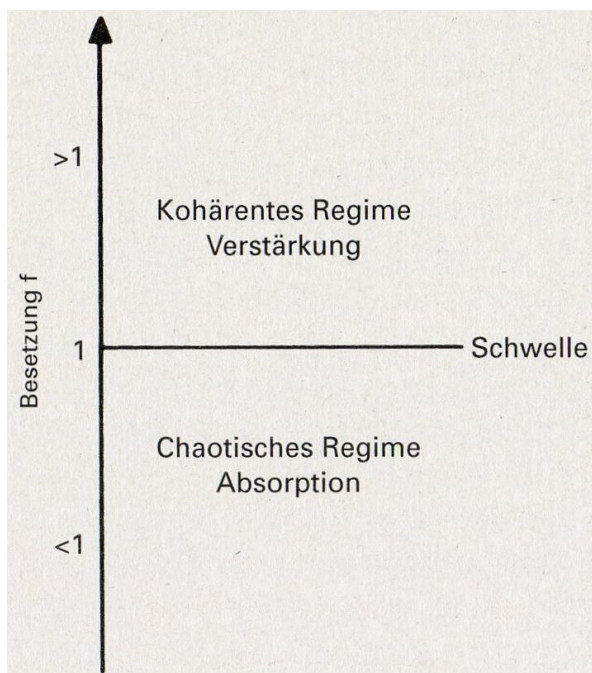 >1
Kohärentes Regime
Verstärkung
Besetzung f
1
Schwelle
Chaotisches Regime
Absorption
<1